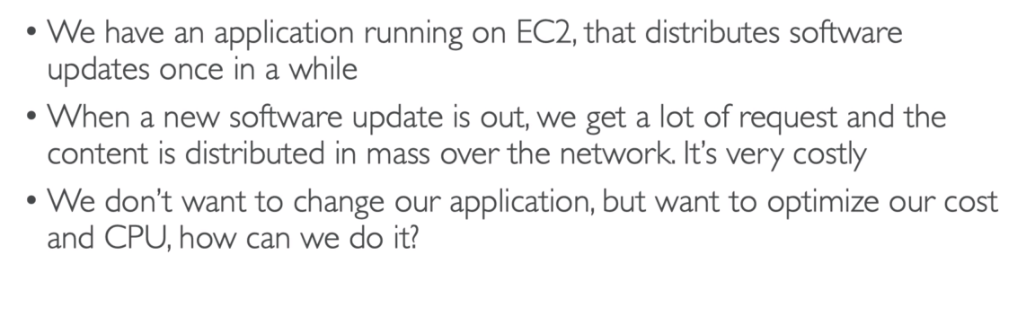 • We have an application running on EC2, that distributes software
updates once in a while
• When a new software update is out, we get a lot of request and the
content is distributed in mass over the network. It's very costly
• We don't want to change our application, but want to optimize our cost
and CPU, how can we do it?